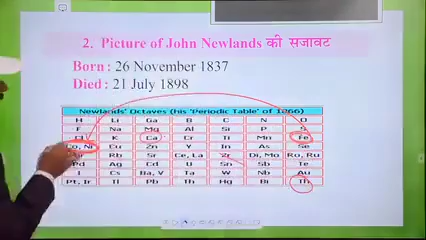 2. Picture of John Newlands की सजावट
Born: 26 November 1837
Died: 21 July 1898
Newlands' Octaves (his 'Periodic Table' of 1866)
H Li Ga B C N O
F Na Mg Al Si P S
Cl K Ca Cr Ti Mn Fe
Co, Ni Cu Zn Y In As Se
Br Rb Sr Ce, La Zr Di, Mo Ro, Ru
Pd Ag Cd U Sn Sb Te
I Cs Ba, V Ta W Nb Au
Pt, Ir Tl Pb Th Hg Bi Th